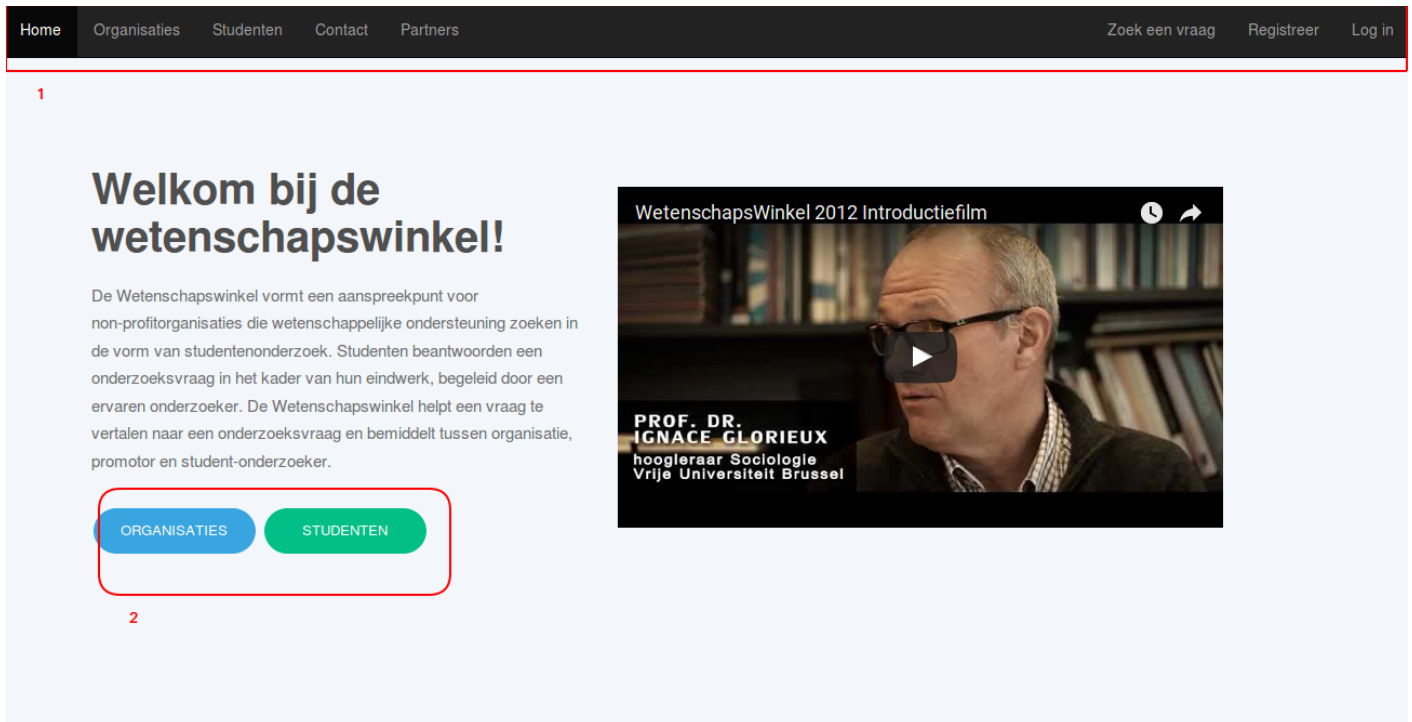 Home Organisaties Studenten Contact Partners Zoek een vraag Registreer Log in
1
Welkom bij de
wetenschapswinkel!
De Wetenschapswinkel vormt een aanspreekpunt voor
non-profitorganisaties die wetenschappelijke ondersteuning zoeken in
de vorm van studentenonderzoek. Studenten beantwoorden een
onderzoeksvraag in het kader van hun eindwerk, begeleid door een
ervaren onderzoeker. De Wetenschapswinkel helpt een vraag te
vertalen naar een onderzoeksvraag en bemiddelt tussen organisatie,
promotor en student-onderzoeker.
ORGANISATIES STUDENTEN
2
WetenschapsWinkel 2012 Introductiefilm
PROF. DR.
IGNACE GLORIEUX
hoogleraar Sociologie
Vrije Universiteit Brussel